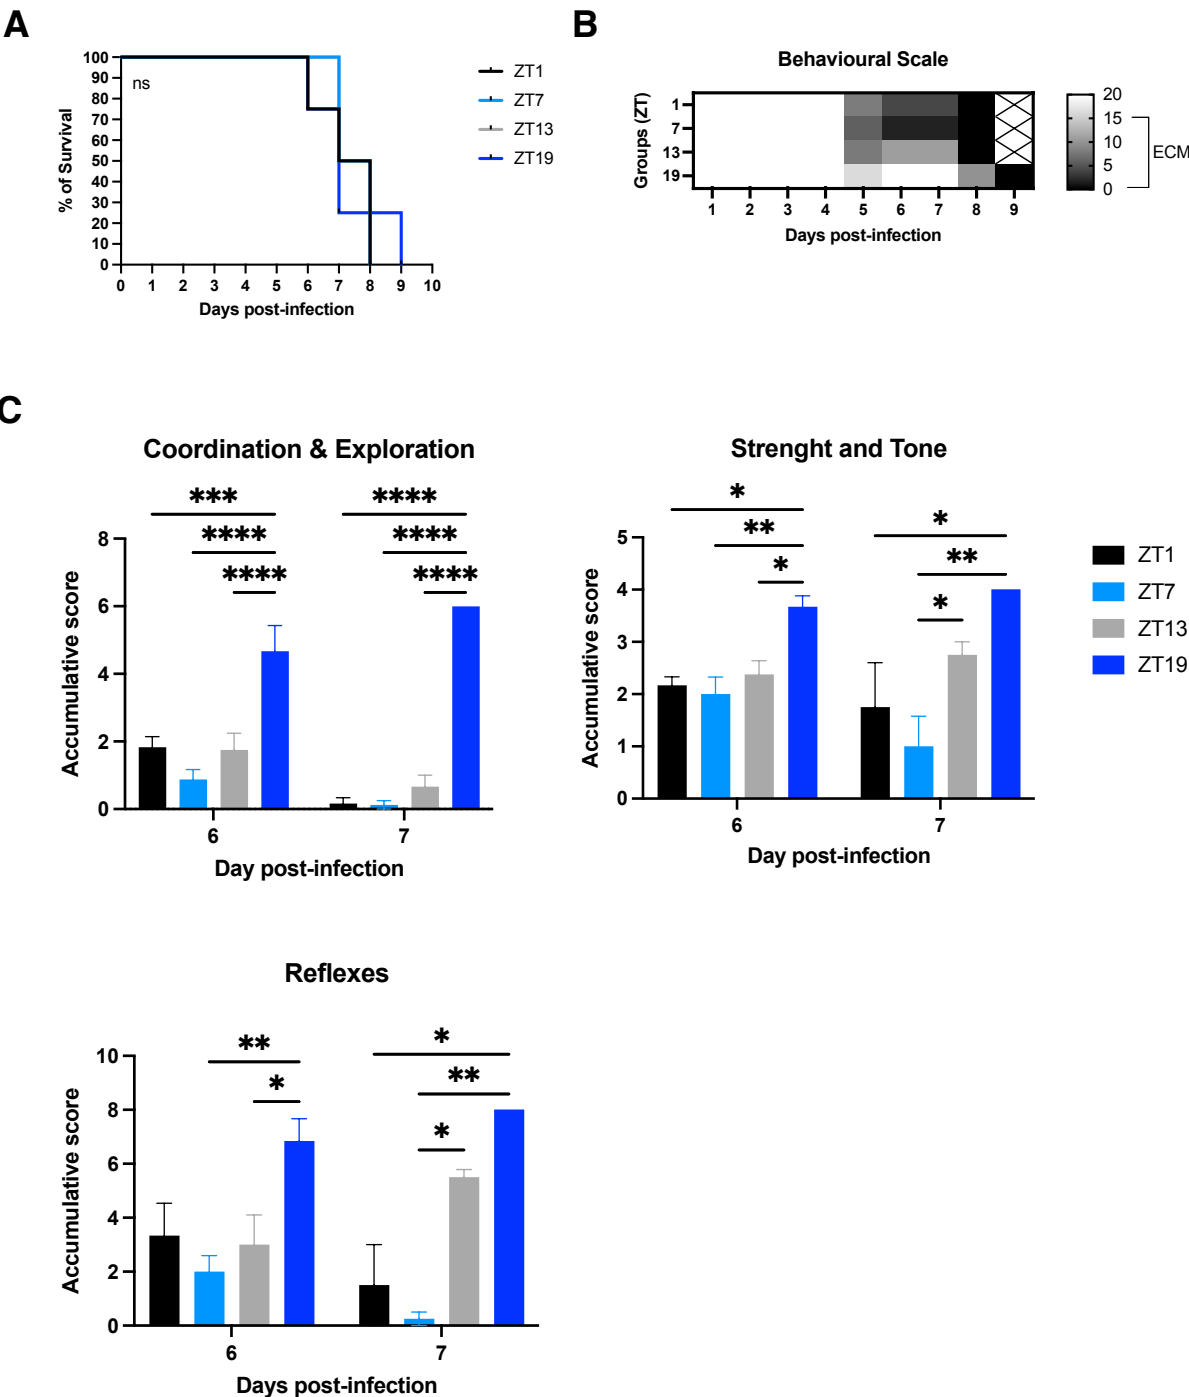 A
100
90
80
70
60
50
40
30
20
10
0
% of Survival
ns
0 1 2 3 4 5 6 7 8 9 10
Days post-infection
ZT1
ZT7
ZT13
ZT19
B
Behavioural Scale
Groups (ZT)
1
7
13
19
1 2 3 4 5 6 7 8 9
Days post-infection
20
15
10
5
0
ECM
C
Coordination & Exploration
*** ****
**** ****
**** ****
8
6
4
2
0
Accumulative score
6 7
Day post-infection
Strenght and Tone
* *
** **
* *
5
4
3
2
1
0
Accumulative score
6 7
Day post-infection
ZT1
ZT7
ZT13
ZT19
Reflexes
** *
* **
*
10
8
6
4
2
0
Accumulative score
6 7
Days post-infection